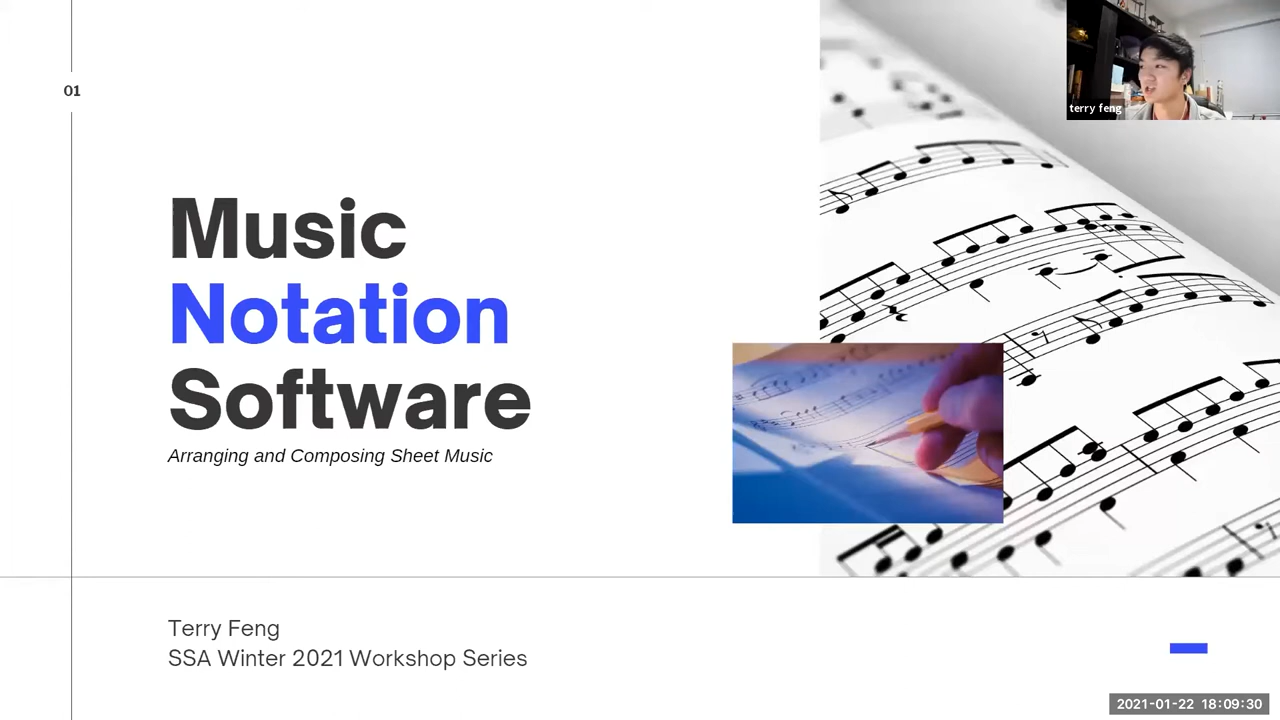 01
terry feng
Music
Notation
Software
Arranging and Composing Sheet Music
Terry Feng
SSA Winter 2021 Workshop Series
2021-01-22 18:09:30